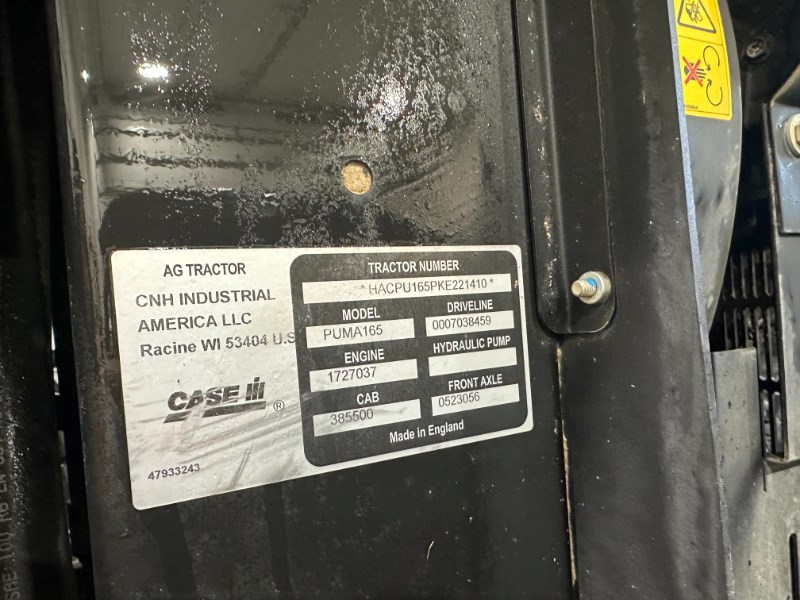 AG TRACTOR
CNH INDUSTRIAL
AMERICA LLC
Racine WI 53404 U.S
CASE IH ®
47933243
TRACTOR NUMBER
*HACPU165PKE221410*
MODEL
PUMA165
DRIVELINE
0007038459
ENGINE
1727037
HYDRAULIC PUMP
CAB
385500
FRONT AXLE
0523056
Made in England